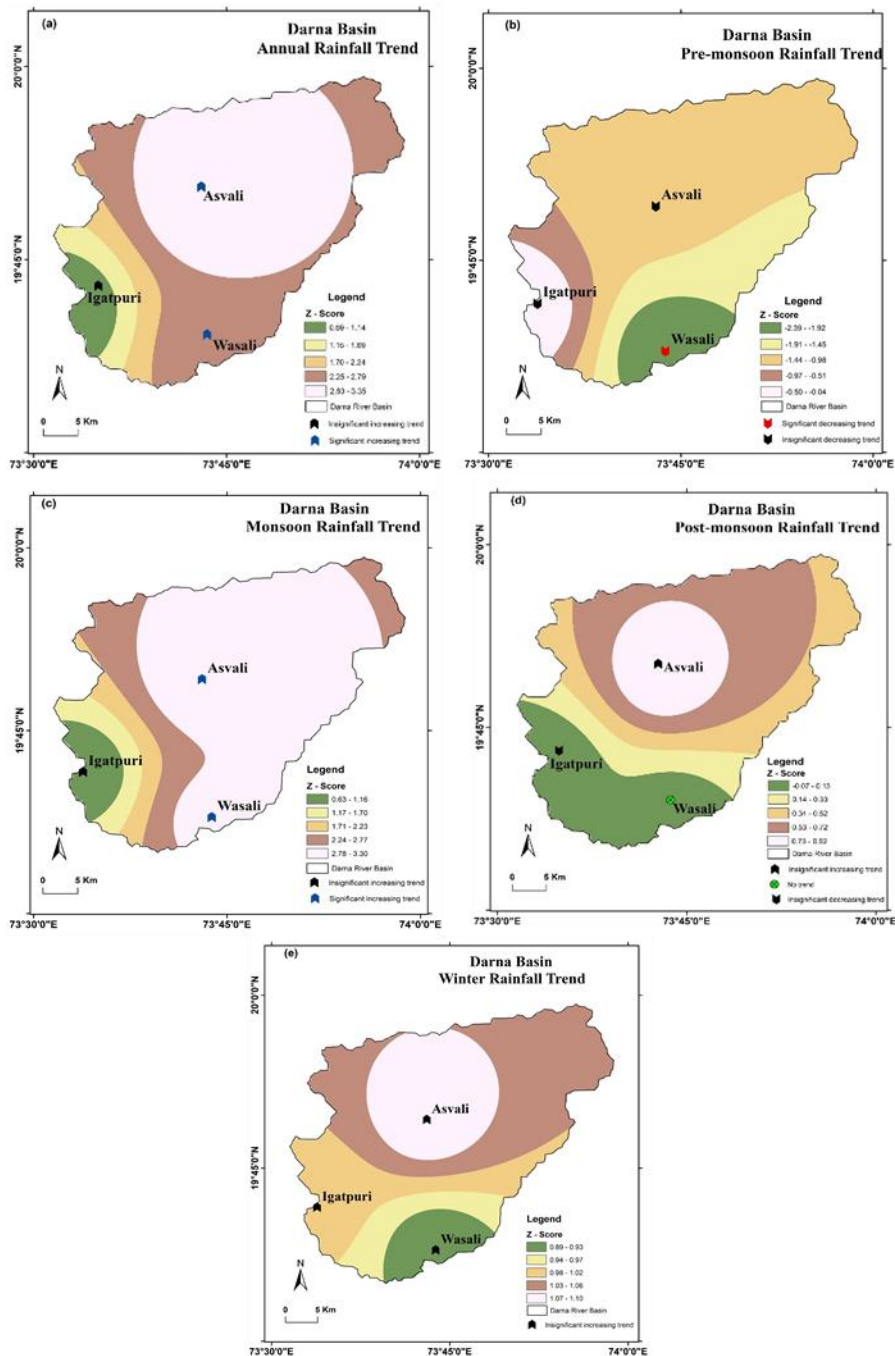 (a)
Darna Basin
Annual Rainfall Trend
20°0'0"N
19°45'0"N
Asvali
Igatpuri
Wasali
Legend
Z - Score
1.70 - 2.24
2.25 - 2.79
Darna River Basin
Insignificant increasing trend
Significant increasing trend
N
0 5 Km
73°30'0"E 73°45'0"E 74°0'0"E
(b)
Darna Basin
Pre-monsoon Rainfall Trend
20°0'0"N
19°45'0"N
Asvali
Igatpuri
Wasali
Legend
Z - Score
-2.39 - -1.92
-1.91 - -1.45
-1.44 - -0.98
-0.97 - -0.51
-0.50 - -0.04
Darna River Basin
Significant decreasing trend
Insignificant decreasing trend
N
0 5 Km
73°30'0"E 73°45'0"E 74°0'0"E
(c)
Darna Basin
Monsoon Rainfall Trend
20°0'0"N
19°45'0"N
Asvali
Igatpuri
Wasali
Legend
Z - Score
0.63 - 1.16
1.17 - 1.70
1.71 - 2.23
2.24 - 2.77
2.78 - 3.30
Darna River Basin
Insignificant increasing trend
Significant increasing trend
N
0 5 Km
73°30'0"E 73°45'0"E 74°0'0"E
(d)
Darna Basin
Post-monsoon Rainfall Trend
20°0'0"N
19°45'0"N
Asvali
Igatpuri
Wasali
Legend
Z - Score
-0.07 - 0.13
0.14 - 0.33
0.34 - 0.52
0.53 - 0.72
Darna River Basin
Insignificant increasing trend
No trend
Insignificant decreasing trend
N
0 5 Km
73°30'0"E 73°45'0"E 74°0'0"E
(e)
Darna Basin
Winter Rainfall Trend
20°0'0"N
19°45'0"N
Asvali
Igatpuri
Wasali
Legend
Z - Score
0.89 - 0.93
0.94 - 0.97
0.98 - 1.02
1.03 - 1.06
1.07 - 1.10
Darna River Basin
Insignificant increasing trend
N
0 5 Km
73°30'0"E 73°45'0"E 74°0'0"E